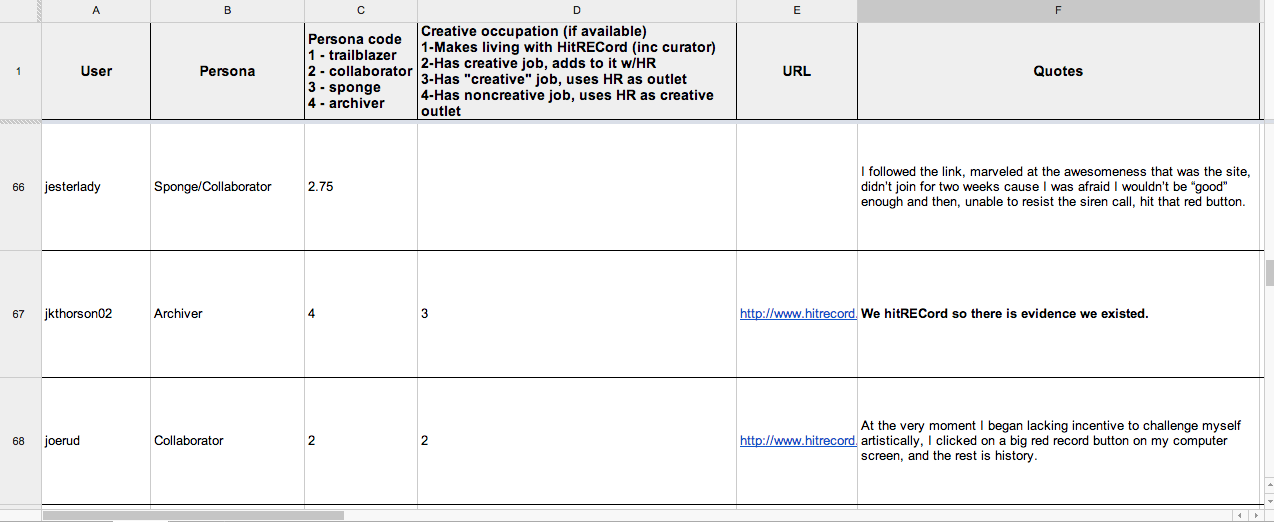 A B C D E F
1
User
Persona
Persona code
1 - trailblazer
2 - collaborator
3 - sponge
4 - archiver
Creative occupation (if available)
1-Makes living with HitRECord (inc curator)
2-Has creative job, adds to it w/HR
3-Has "creative" job, uses HR as outlet
4-Has noncreative job, uses HR as creative
outlet
URL
Quotes
66
jesterlady
Sponge/Collaborator
2.75
I followed the link, marveled at the awesomeness that was the site,
didn't join for two weeks cause I was afraid I wouldn't be “good”
enough and then, unable to resist the siren call, hit that red button.
67
jkthorson02
Archiver
4
3
http://www.hitrecord.
We hitRECord so there is evidence we existed.
68
joerud
Collaborator
2
2
http://www.hitrecord.
At the very moment I began lacking incentive to challenge myself
artistically, I clicked on a big red record button on my computer
screen, and the rest is history.